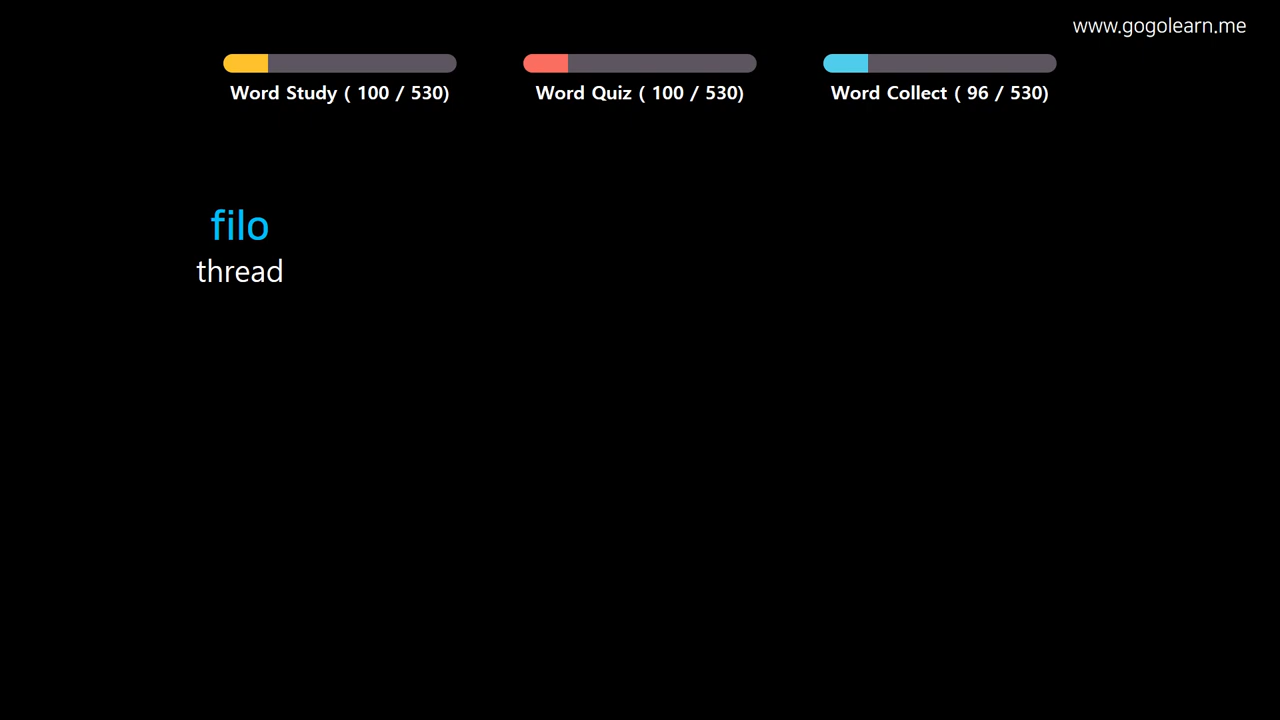 www.gogolearn.me
Word Study ( 100 / 530)
Word Quiz ( 100 / 530)
Word Collect ( 96 / 530)
filo
thread